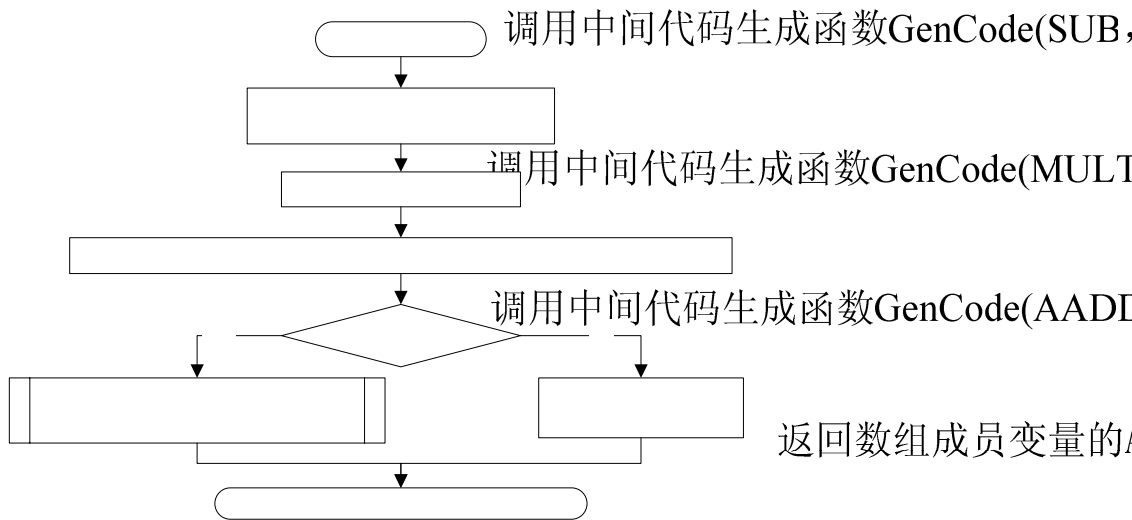 调用中间代码生成函数GenCode(SUB,
调用中间代码生成函数GenCode(MULT
调用中间代码生成函数GenCode(AADD
返回数组成员变量的A